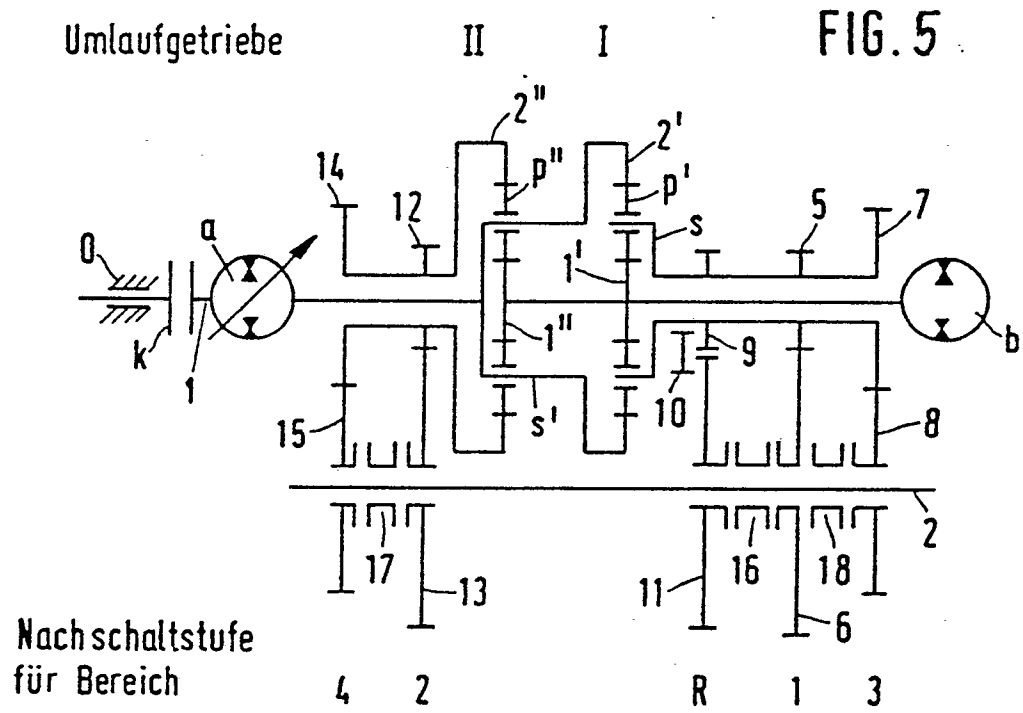 Umlaufgetriebe II I FIG. 5
2"
14 p" 2'
12 p' 5 7
0 a s
1'
k 1 1" 9 b
10
15 s' 8
2
17 16 18
13 11 6
Nachschaltstufe
für Bereich 4 2 R 1 3